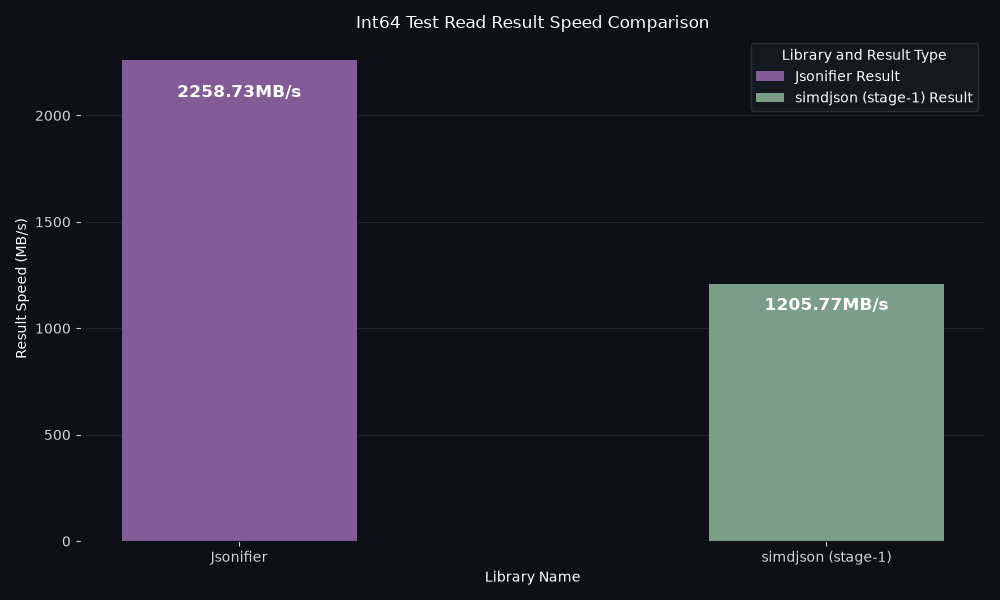 Int64 Test Read Result Speed Comparison
Library and Result Type
Jsonifier Result
simdjson (stage-1) Result
2258.73MB/s
1205.77MB/s
Result Speed (MB/s)
2000
1500
1000
500
0
Jsonifier
simdjson (stage-1)
Library Name